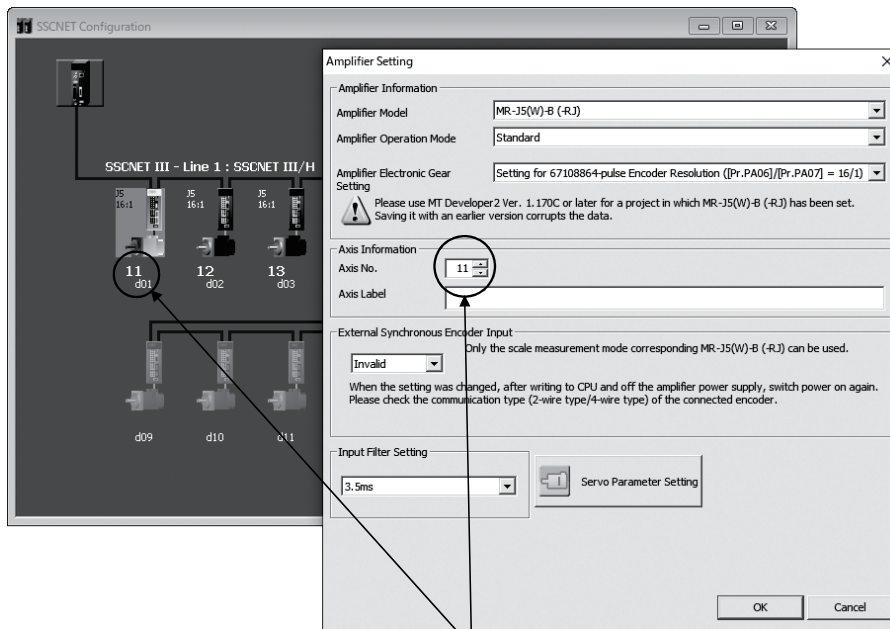 SSCNET Configuration
SSCNET III - Line 1 : SSCNET III/H
J5
16:1
J5
16:1
J5
16:1
11
d01
12
d02
13
d03
d09
d10
d11
Amplifier Setting
Amplifier Information
Amplifier Model
MR-J5(W)-B (-RJ)
Amplifier Operation Mode
Standard
Amplifier Electronic Gear
Setting
Setting for 67108864-pulse Encoder Resolution ([Pr.PA06]/[Pr.PA07] = 16/1)
Please use MT Developer2 Ver. 1.170C or later for a project in which MR-J5(W)-B (-RJ) has been set.
Saving it with an earlier version corrupts the data.
Axis Information
Axis No.
11
Axis Label
External Synchronous Encoder Input
Only the scale measurement mode corresponding MR-J5(W)-B (-RJ) can be used.
Invalid
When the setting was changed, after writing to CPU and off the amplifier power supply, switch power on again.
Please check the communication type (2-wire type/4-wire type) of the connected encoder.
Input Filter Setting
3.5ms
Servo Parameter Setting
OK
Cancel